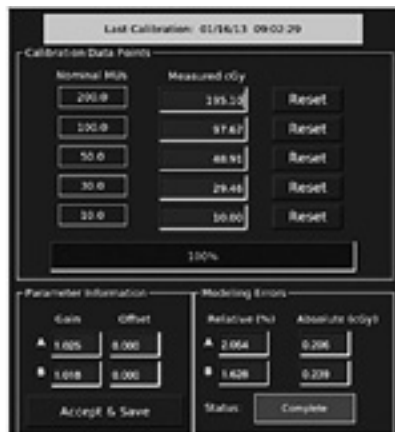 Last Calibration: 01/16/13 09:02:29
Calibration Data Points
Nominal MUs Measured cGy
200.0 195.10 Reset
100.0 97.67 Reset
50.0 48.91 Reset
30.0 29.46 Reset
10.0 10.00 Reset
100%
Parameter Information Modeling Errors
Gain Offset Relative (%) Absolute (cGy)
A 1.025 0.000 A 2.064 0.206
B 1.018 0.000 B 1.628 0.239
Accept & Save Status: Complete